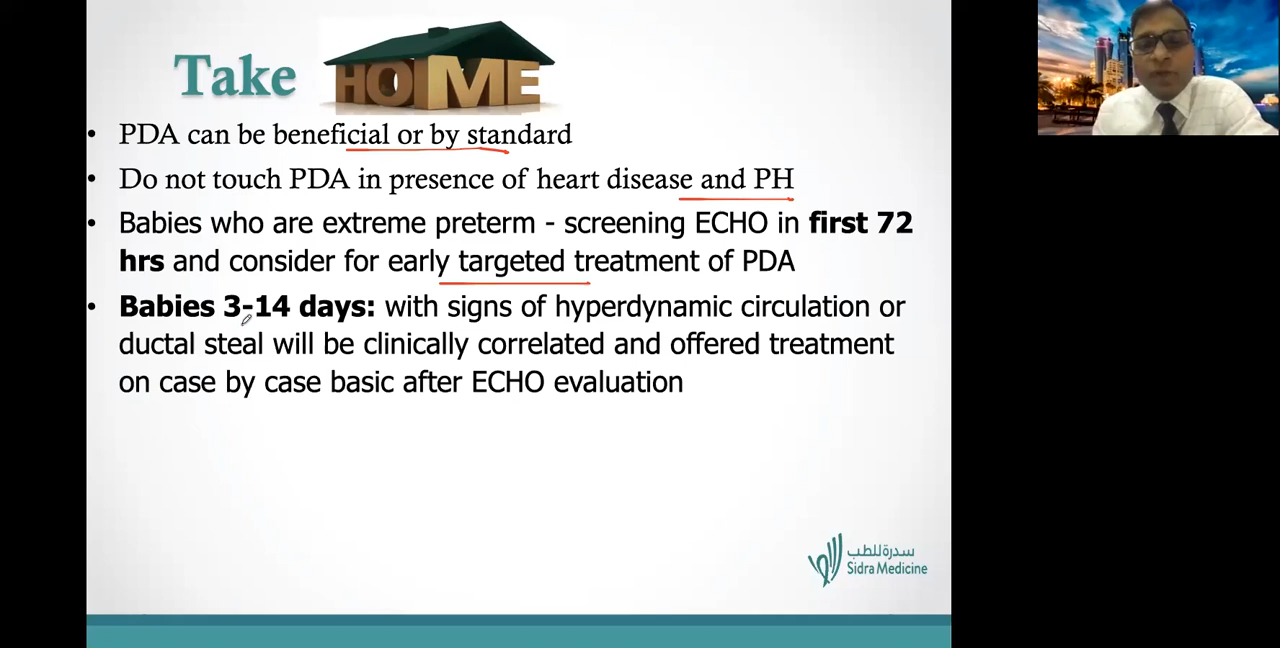 Take HOME
• PDA can be beneficial or by standard
• Do not touch PDA in presence of heart disease and PH
• Babies who are extreme preterm - screening ECHO in first 72
hrs and consider for early targeted treatment of PDA
• Babies 3-14 days: with signs of hyperdynamic circulation or
ductal steal will be clinically correlated and offered treatment
on case by case basic after ECHO evaluation
سدرة للطب
Sidra Medicine